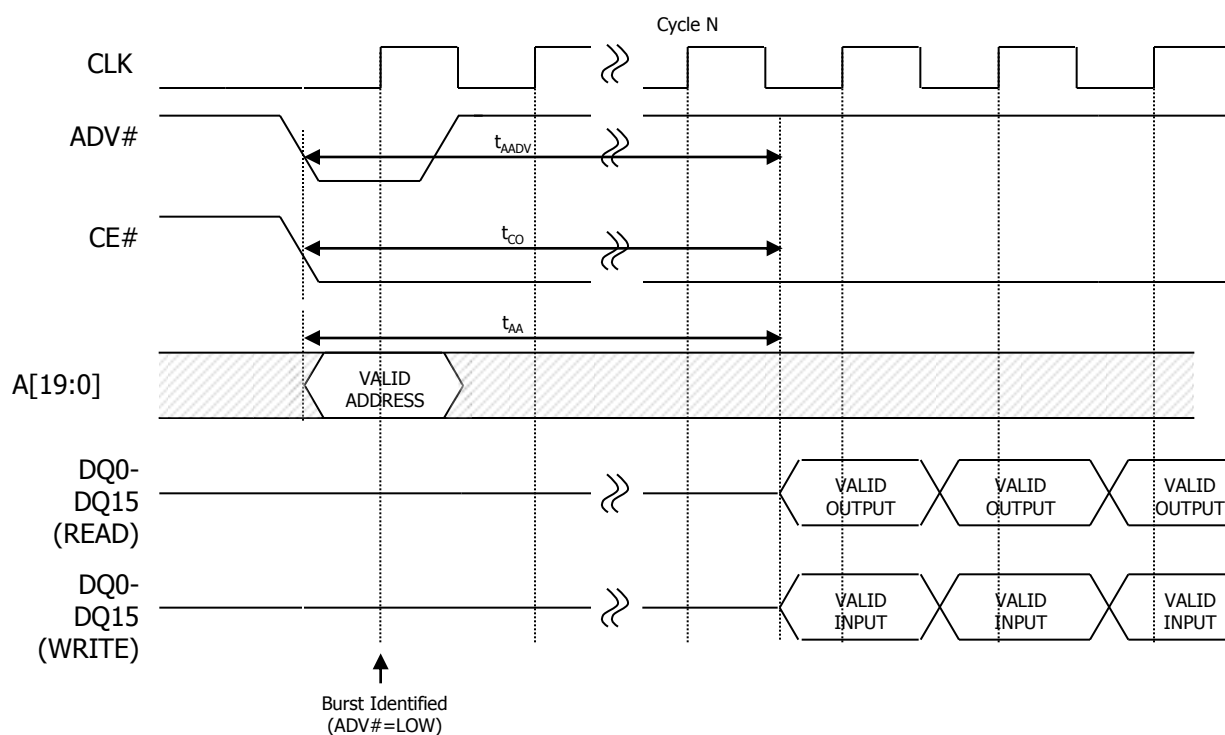 Cycle N
CLK
ADV#
tAADV
CE#
tCO
tAA
A[19:0]
VALID
ADDRESS
DQ0-
DQ15
(READ)
VALID
OUTPUT
VALID
OUTPUT
VALID
OUTPUT
DQ0-
DQ15
(WRITE)
VALID
INPUT
VALID
INPUT
VALID
INPUT
Burst Identified
(ADV#=LOW)